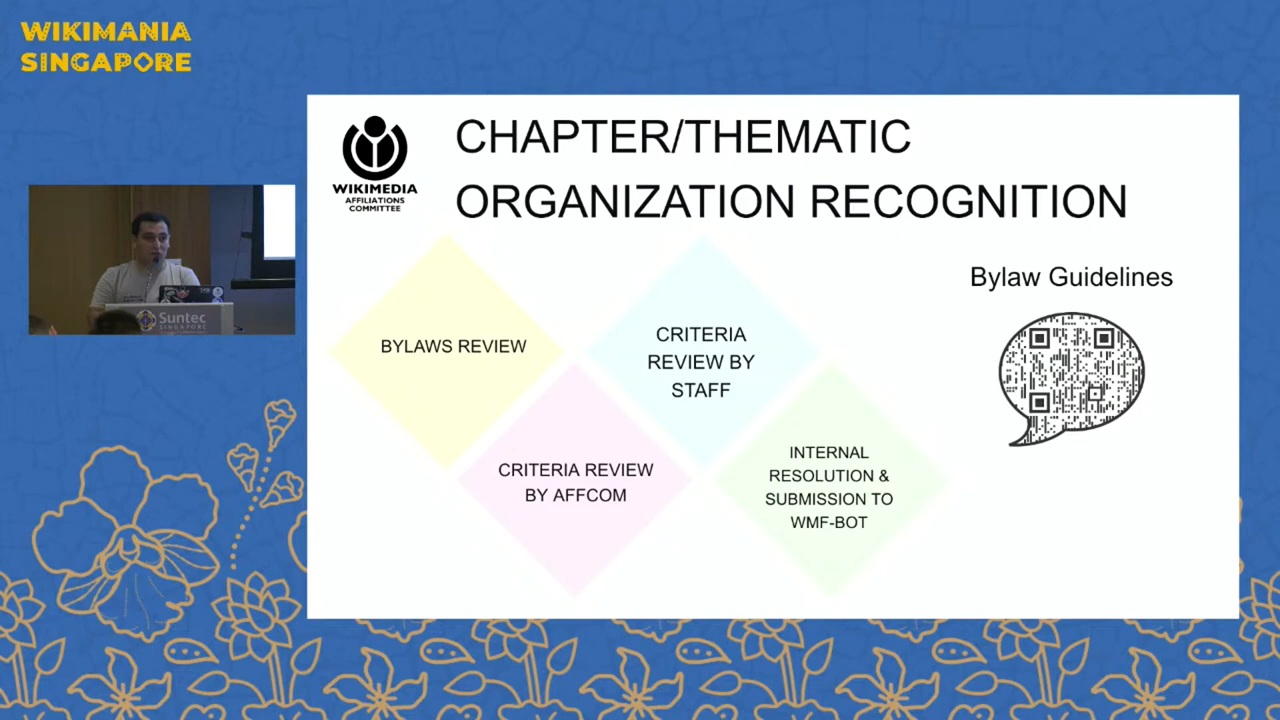 WIKIMANIA
SINGAPORE
WIKIMEDIA
AFFILIATIONS
COMMITTEE
CHAPTER/THEMATIC
ORGANIZATION RECOGNITION
Bylaw Guidelines
BYLAWS REVIEW
CRITERIA
REVIEW BY
STAFF
CRITERIA REVIEW
BY AFFCOM
INTERNAL
RESOLUTION &
SUBMISSION TO
WMF-BOT
Suntec
SINGAPORE